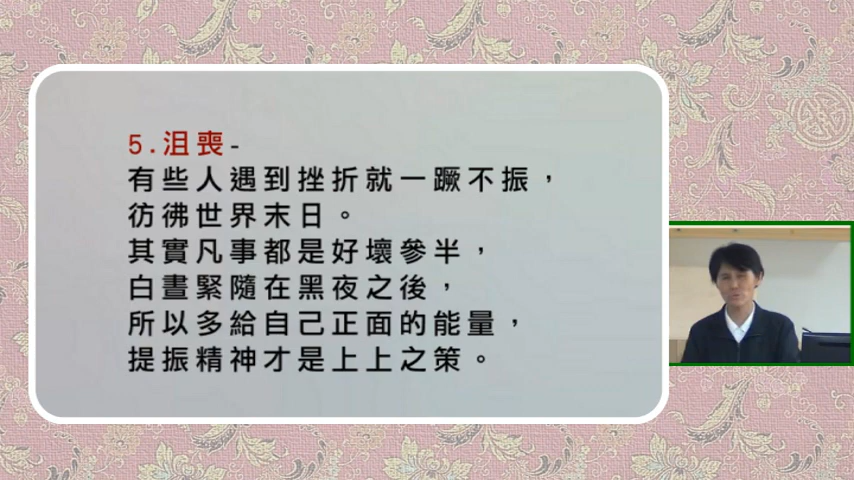 5.沮喪-
有些人遇到挫折就一蹶不振，
彷彿世界末日。
其實凡事都是好壞參半，
白晝緊隨在黑夜之後，
所以多給自己正面的能量，
提振精神才是上上之策。